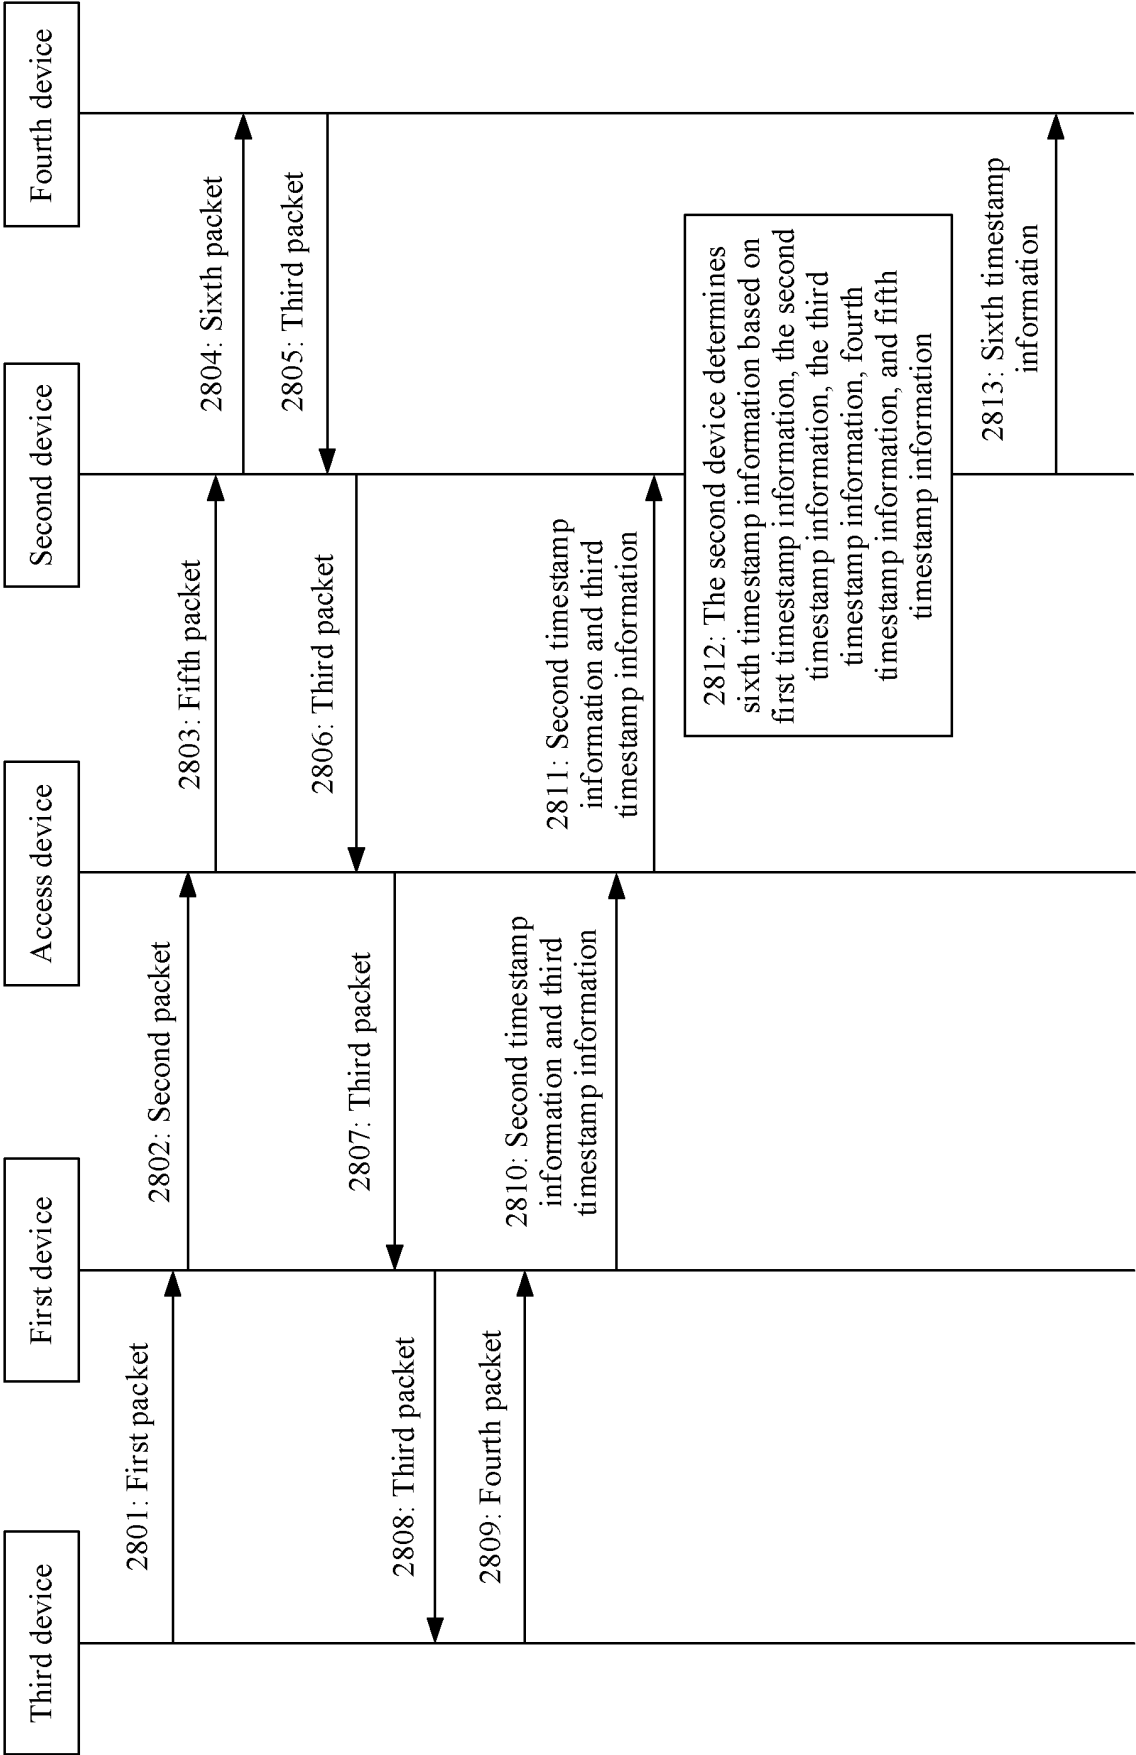 Third device
First device
Access device
Second device
Fourth device
2801: First packet
2802: Second packet
2803: Fifth packet
2804: Sixth packet
2805: Third packet
2806: Third packet
2807: Third packet
2808: Third packet
2809: Fourth packet
2810: Second timestamp
information and third
timestamp information
2811: Second timestamp
information and third
timestamp information
2812: The second device determines
sixth timestamp information based on
first timestamp information, the second
timestamp information, the third
timestamp information, fourth
timestamp information, and fifth
timestamp information
2813: Sixth timestamp
information